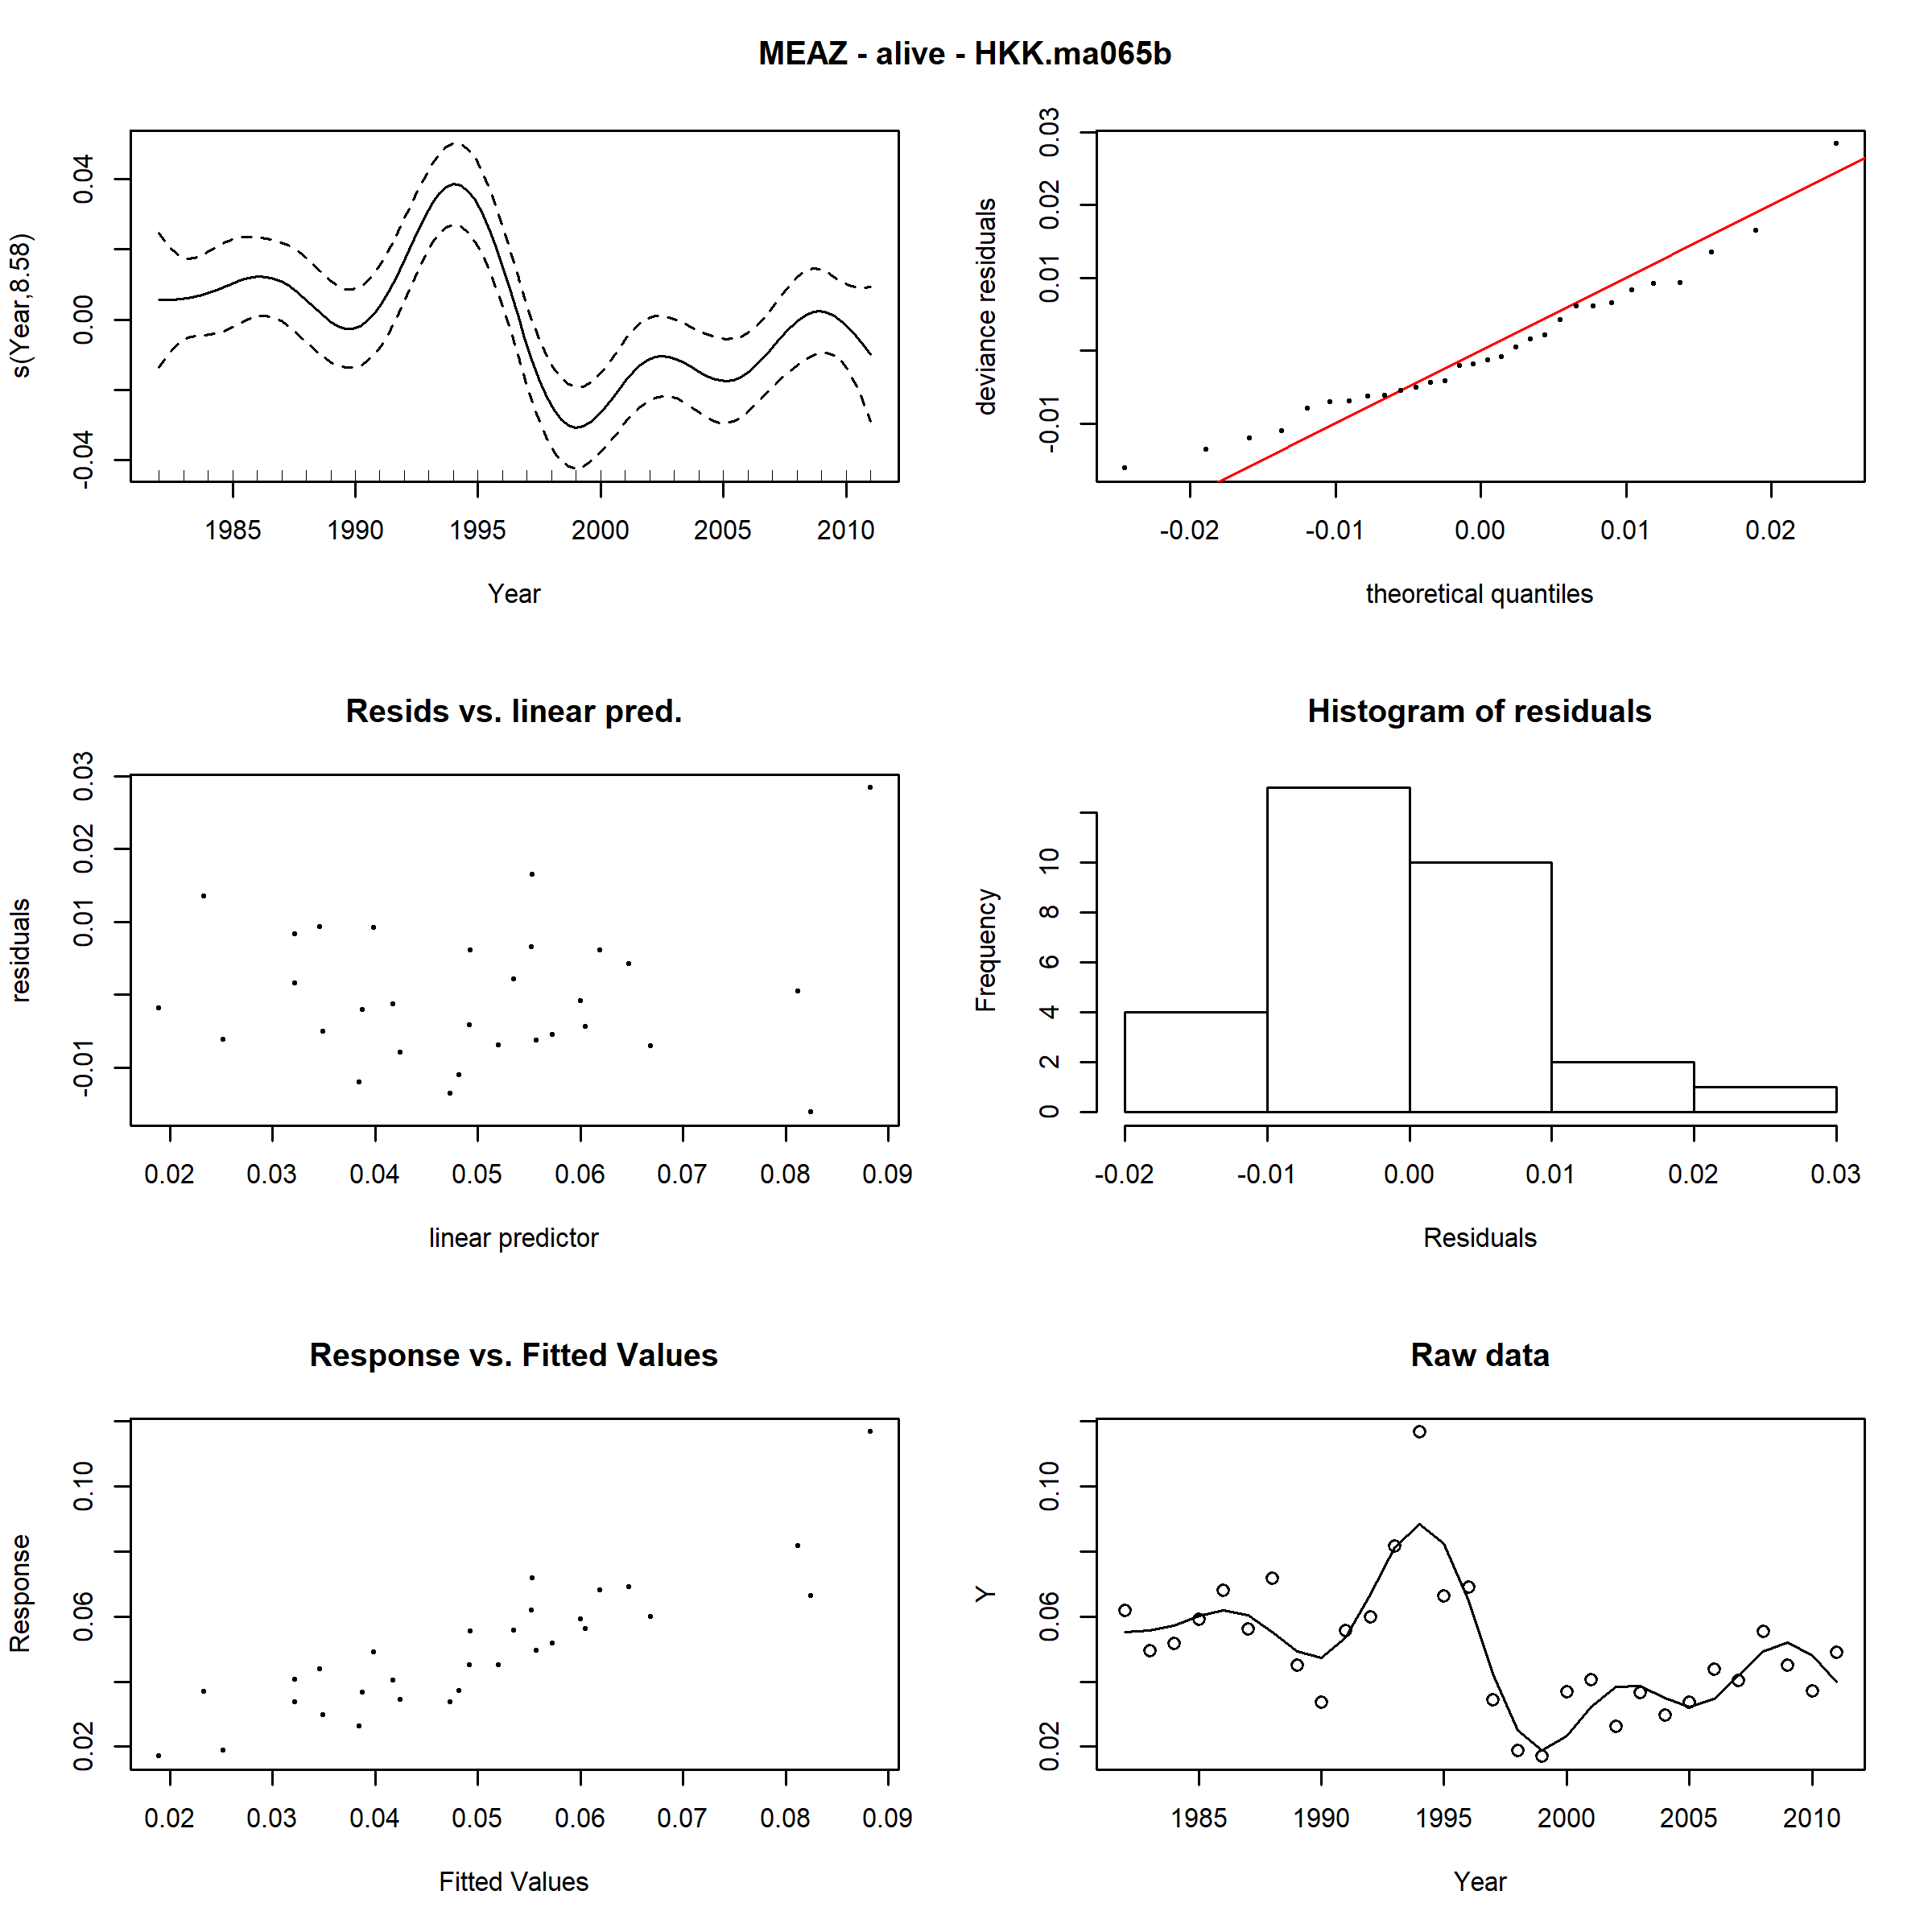 MEAZ - alive - HKK.ma065b
s(Year,8.58)
0.04
0.00
-0.04
1985 1990 1995 2000 2005 2010
Year
deviance residuals
0.03
0.02
0.01
-0.01
-0.02 -0.01 0.00 0.01 0.02
theoretical quantiles
Resids vs. linear pred.
residuals
0.03
0.02
0.01
-0.01
0.02 0.03 0.04 0.05 0.06 0.07 0.08 0.09
linear predictor
Histogram of residuals
Frequency
10
8
6
4
2
0
-0.02 -0.01 0.00 0.01 0.02 0.03
Residuals
Response vs. Fitted Values
Response
0.10
0.06
0.02
0.02 0.03 0.04 0.05 0.06 0.07 0.08 0.09
Fitted Values
Raw data
Y
0.10
0.06
0.02
1985 1990 1995 2000 2005 2010
Year